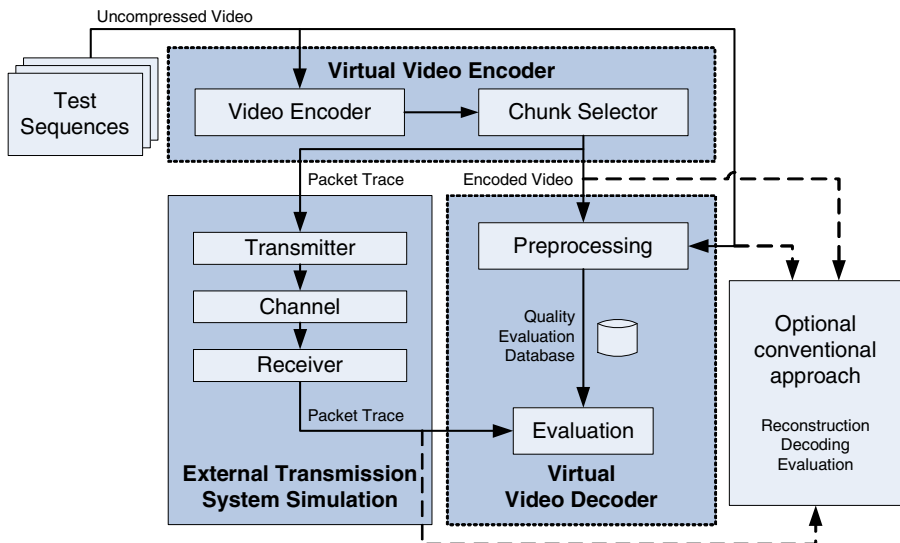 Uncompressed Video
Test
Sequences
Virtual Video Encoder
Video Encoder
Chunk Selector
Packet Trace
Encoded Video
Transmitter
Channel
Receiver
Packet Trace
External Transmission
System Simulation
Preprocessing
Quality
Evaluation
Database
Evaluation
Virtual
Video Decoder
Optional
conventional
approach
Reconstruction
Decoding
Evaluation